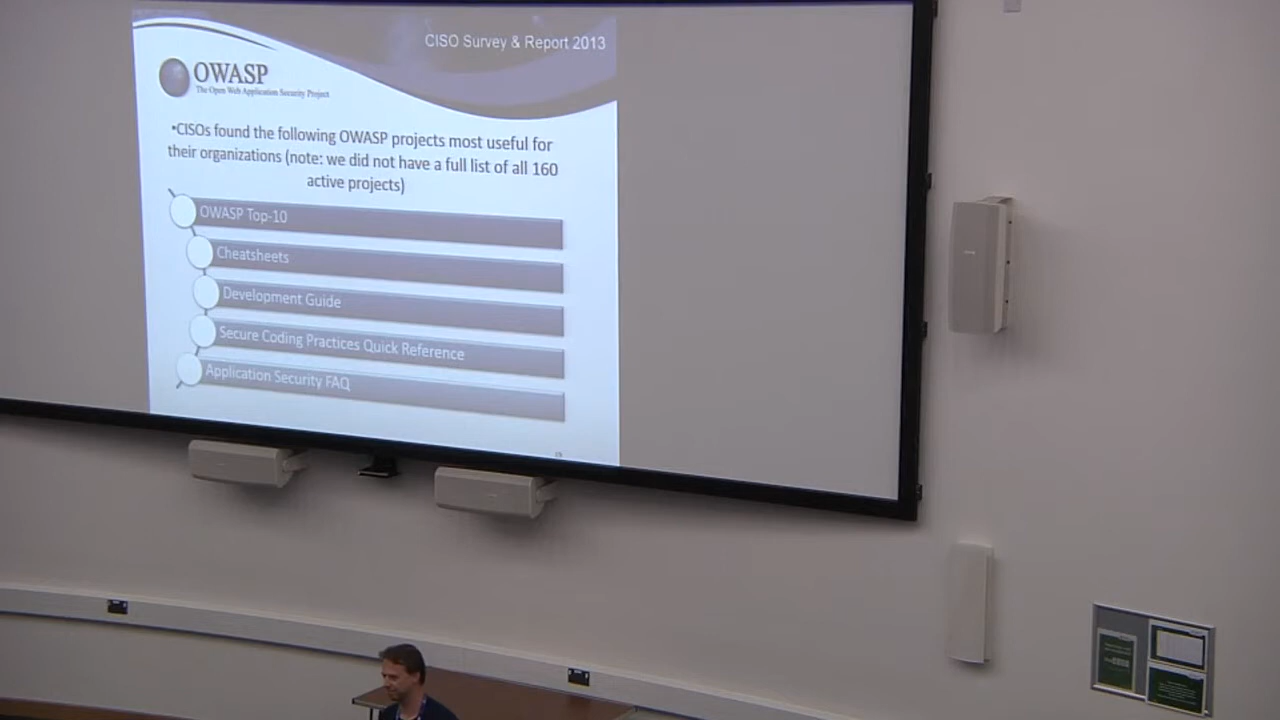 CISO Survey & Report 2013
OWASP
The Open Web Application Security Project
•CISOs found the following OWASP projects most useful for
their organizations (note: we did not have a full list of all 160
active projects)
OWASP Top-10
Cheatsheets
Development Guide
Secure Coding Practices Quick Reference
Application Security FAQ